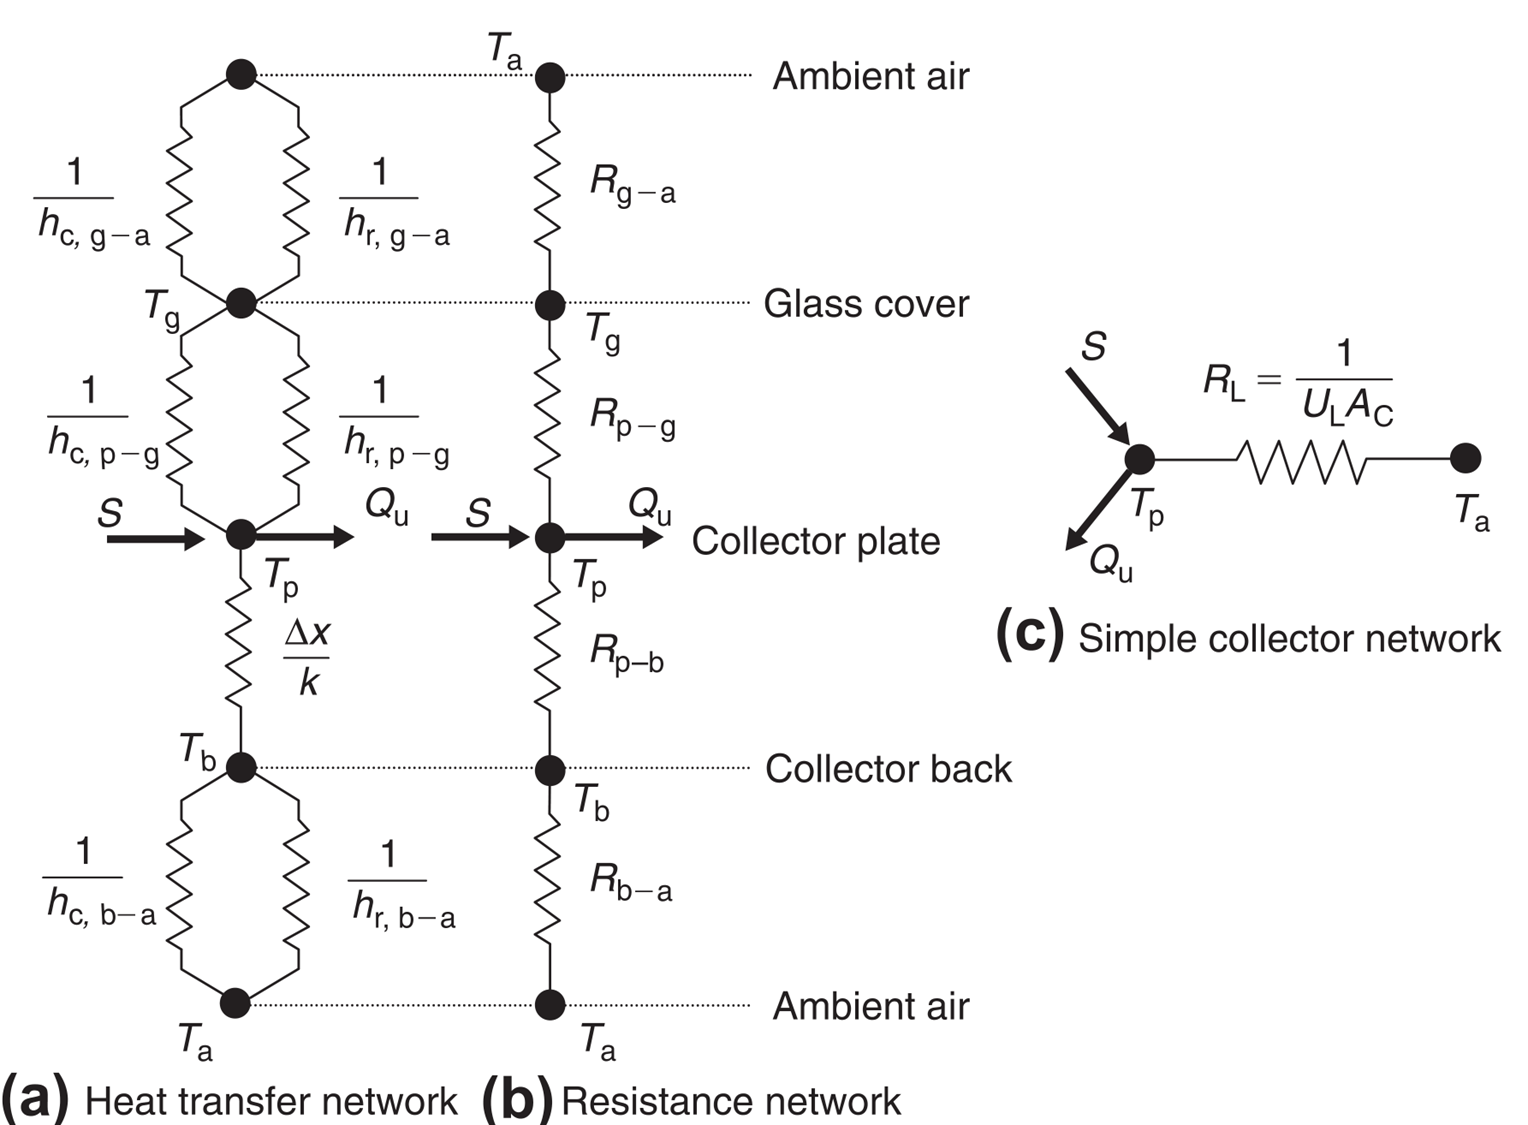 Ta
Ambient air
1
hc, g−a
1
hr, g−a
Rg−a
Tg
Glass cover
Tg
1
hc, p−g
1
hr, p−g
Rp−g
S
Qu
S
Qu
Collector plate
Tp
Tp
Δx
k
Rp–b
Tb
Collector back
Tb
1
hc, b−a
1
hr, b−a
Rb−a
Ambient air
Ta
Ta
(a) Heat transfer network
(b) Resistance network
S
RL = 1
ULAC
Tp
Ta
Qu
(c) Simple collector network